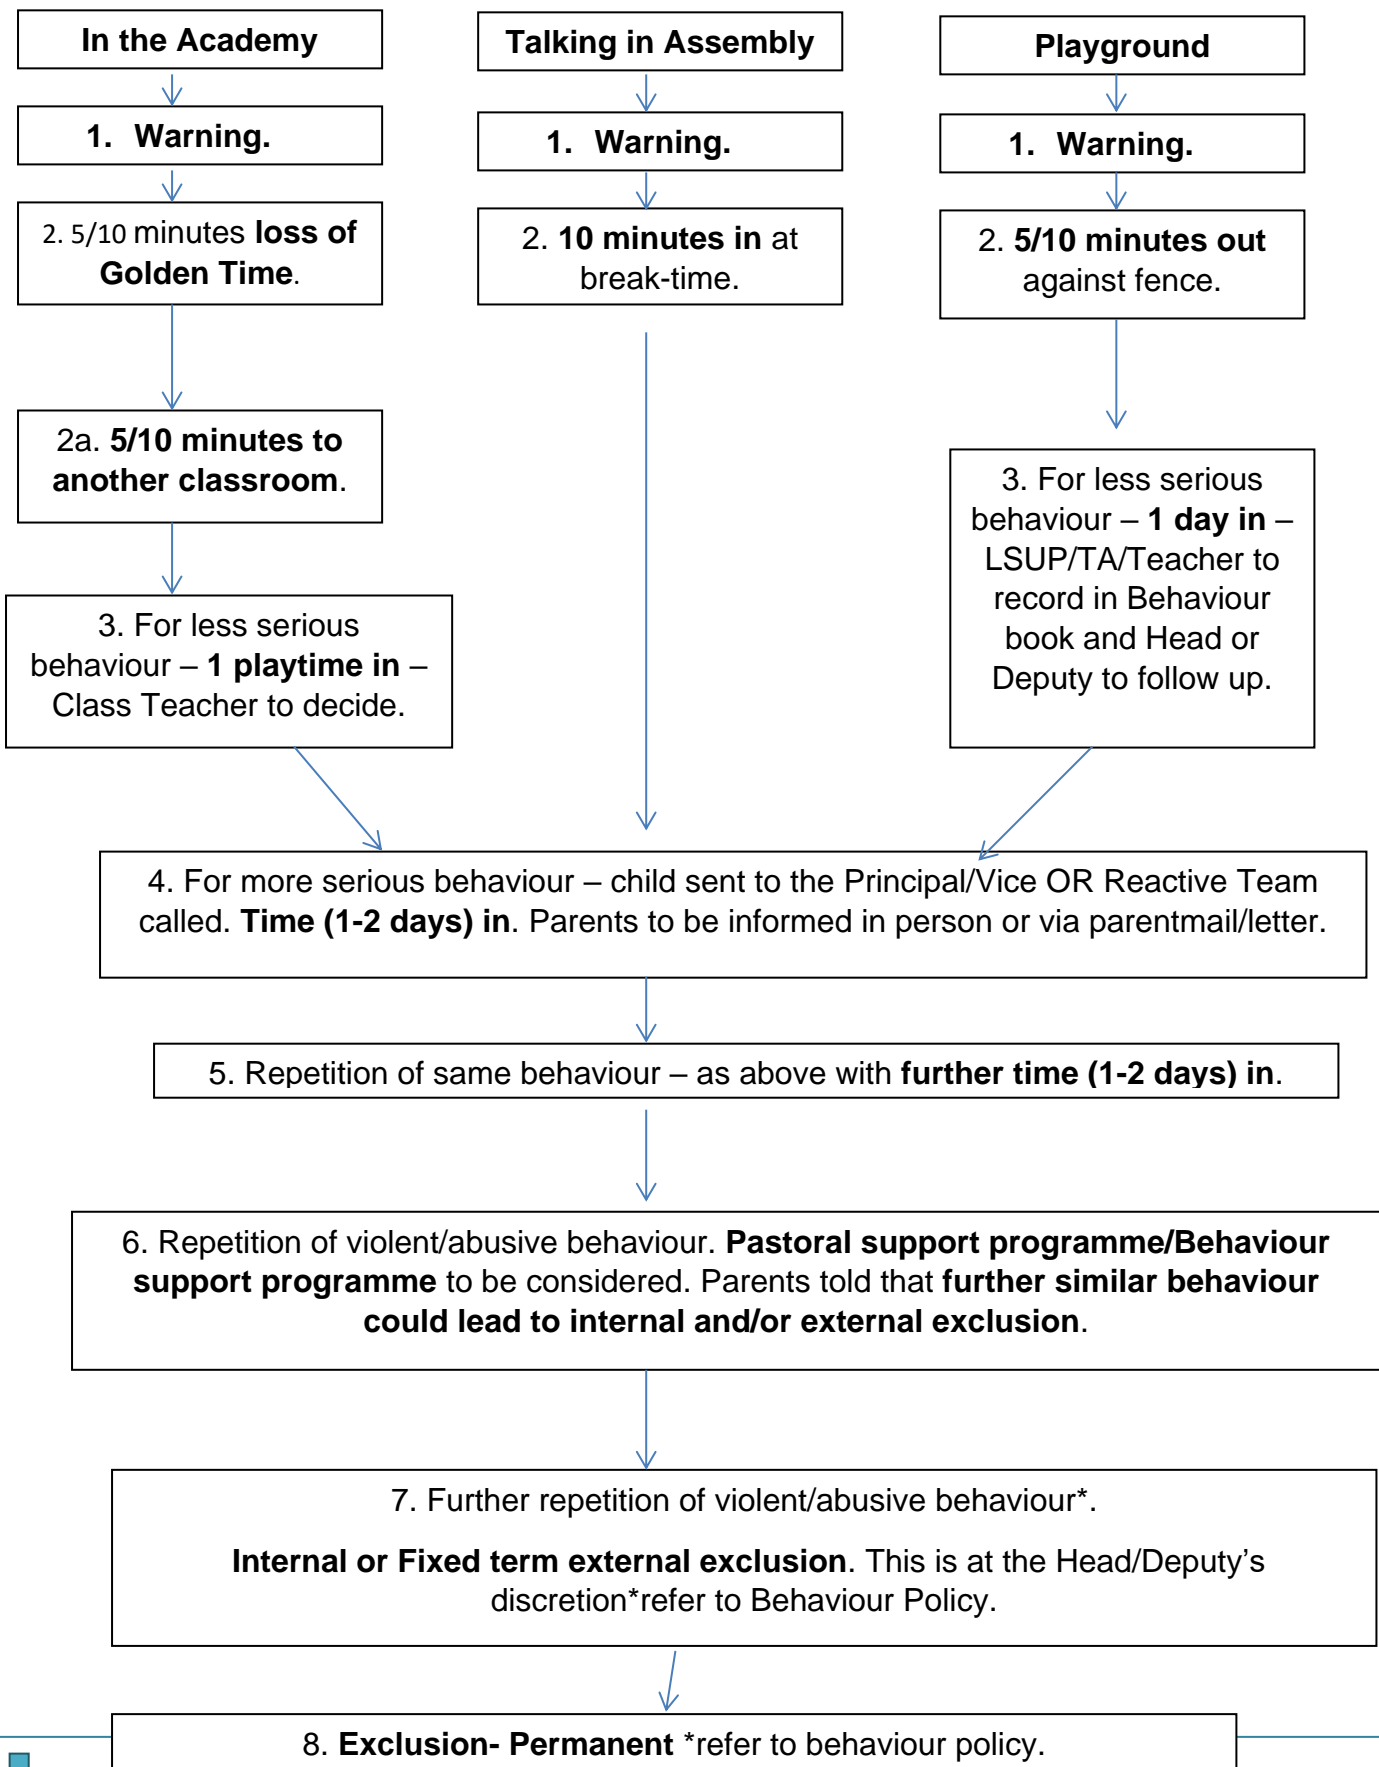 In the Academy
1. Warning.
2. 5/10 minutes loss of
Golden Time.
2a. 5/10 minutes to
another classroom.
3. For less serious
behaviour – 1 playtime in –
Class Teacher to decide.
Talking in Assembly
1. Warning.
2. 10 minutes in at
break-time.
Playground
1. Warning.
2. 5/10 minutes out
against fence.
3. For less serious
behaviour – 1 day in –
LSUP/TA/Teacher to
record in Behaviour
book and Head or
Deputy to follow up.
4. For more serious behaviour – child sent to the Principal/Vice OR Reactive Team
called. Time (1-2 days) in. Parents to be informed in person or via parentmail/letter.
5. Repetition of same behaviour – as above with further time (1-2 days) in.
6. Repetition of violent/abusive behaviour. Pastoral support programme/Behaviour
support programme to be considered. Parents told that further similar behaviour
could lead to internal and/or external exclusion.
7. Further repetition of violent/abusive behaviour*.
Internal or Fixed term external exclusion. This is at the Head/Deputy’s
discretion*refer to Behaviour Policy.
8. Exclusion- Permanent *refer to behaviour policy.